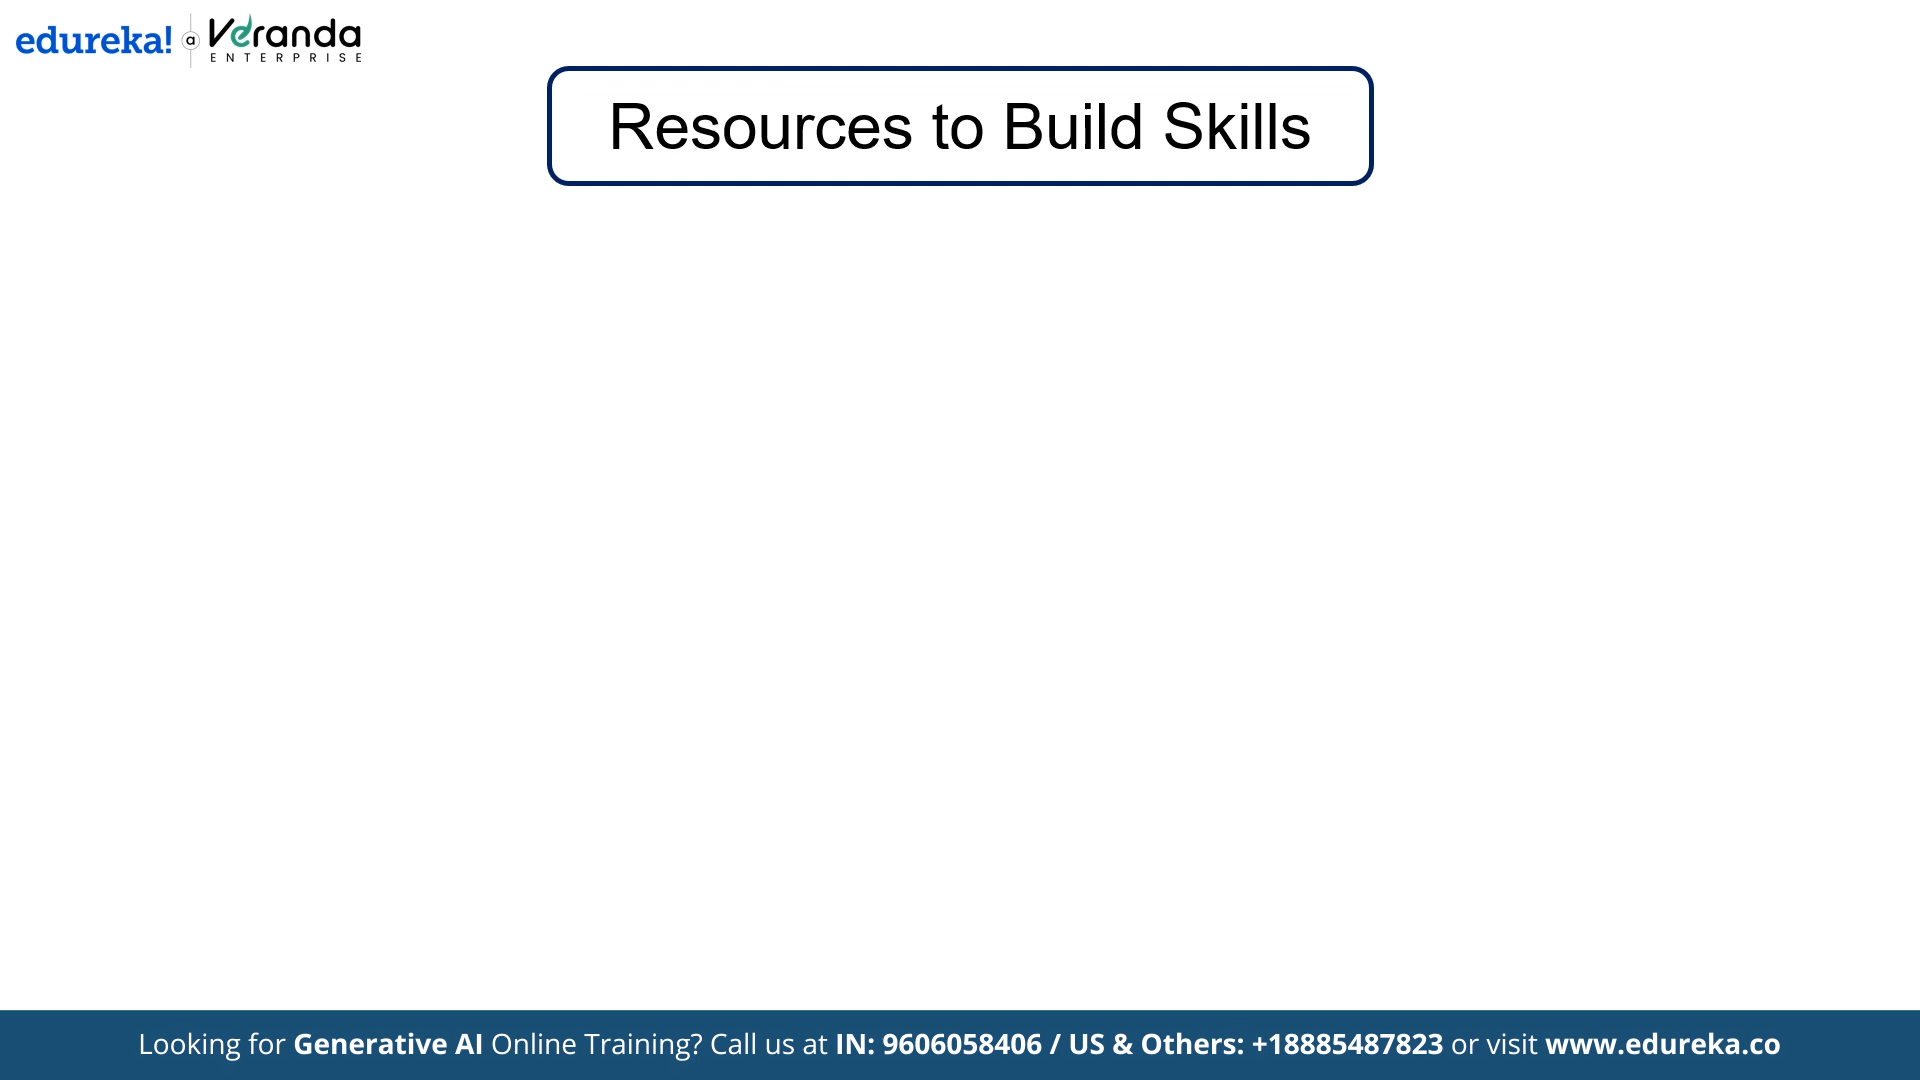 edureka! a Veranda
ENTERPRISE
Resources to Build Skills
Looking for Generative AI Online Training? Call us at IN: 9606058406 / US & Others: +18885487823 or visit www.edureka.co